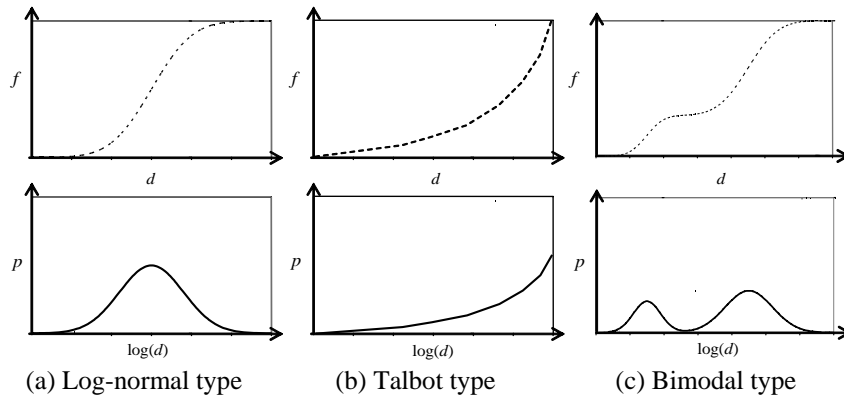 f
f
f
d
d
d
p
p
p
log(d)
log(d)
log(d)
(a) Log-normal type
(b) Talbot type
(c) Bimodal type